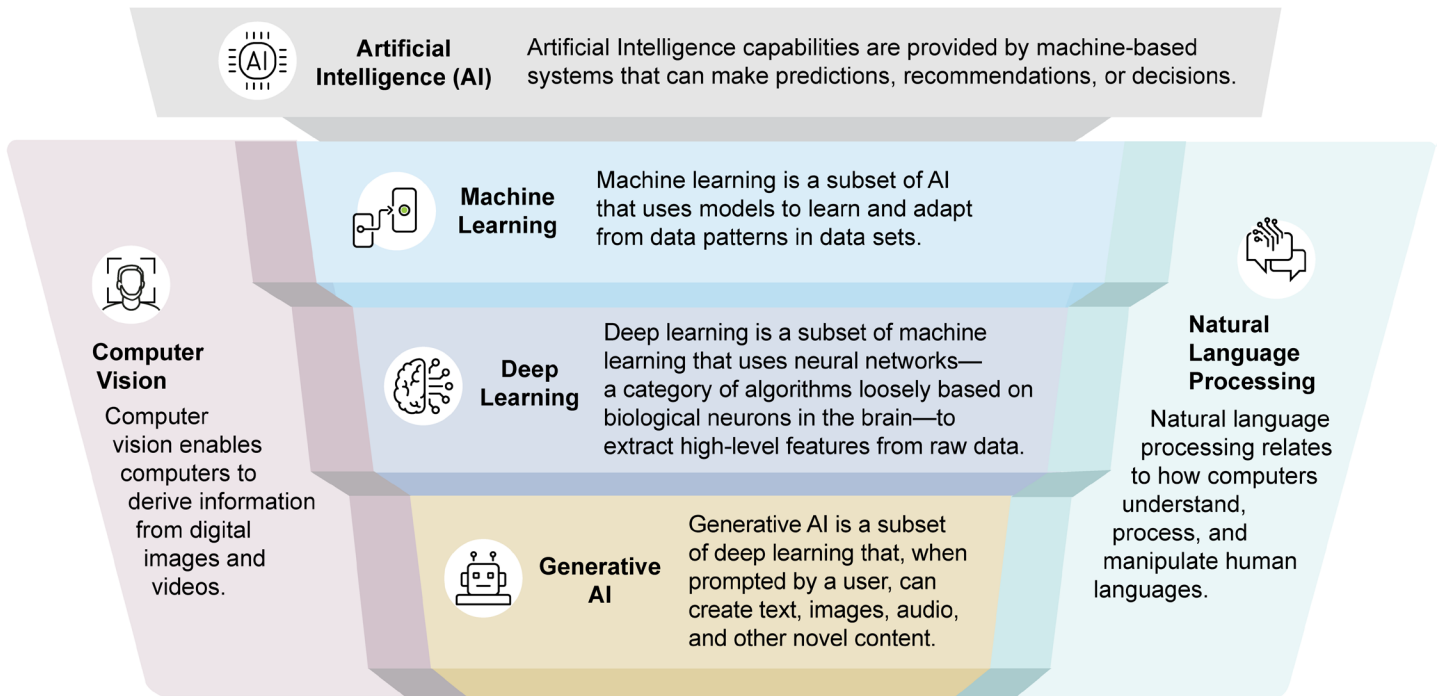 AI
Artificial
Intelligence (AI)
Artificial Intelligence capabilities are provided by machine-based
systems that can make predictions, recommendations, or decisions.
Machine
Learning
Machine learning is a subset of AI
that uses models to learn and adapt
from data patterns in data sets.
Deep
Learning
Deep learning is a subset of machine
learning that uses neural networks—
a category of algorithms loosely based on
biological neurons in the brain—to
extract high-level features from raw data.
Generative
AI
Generative AI is a subset
of deep learning that, when
prompted by a user, can
create text, images, audio,
and other novel content.
Computer
Vision
Computer
vision enables
computers to
derive information
from digital
images and
videos.
Natural
Language
Processing
Natural language
processing relates
to how computers
understand,
process, and
manipulate human
languages.